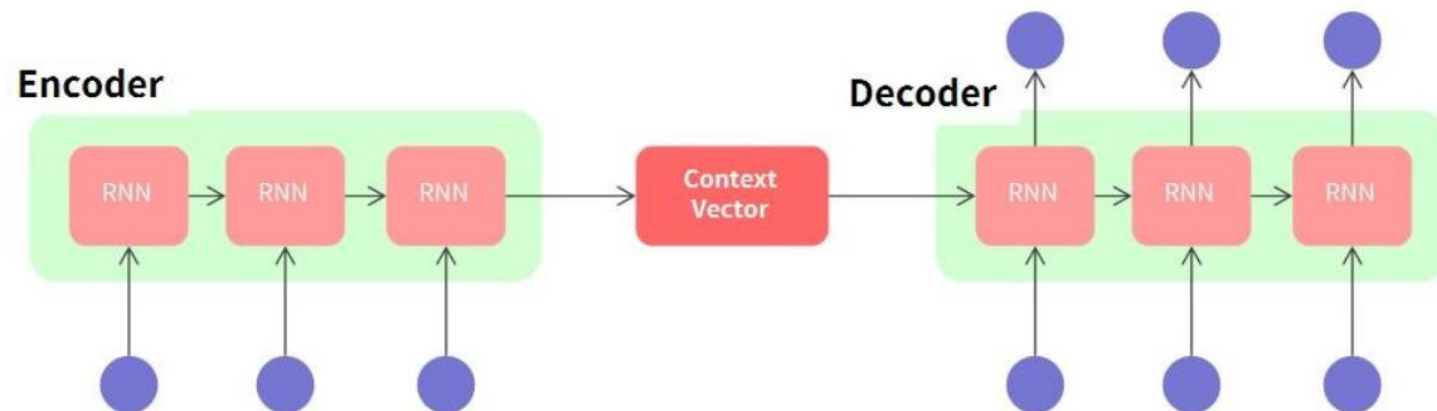 Encoder
Decoder
RNN
RNN
RNN
Context
Vector
RNN
RNN
RNN